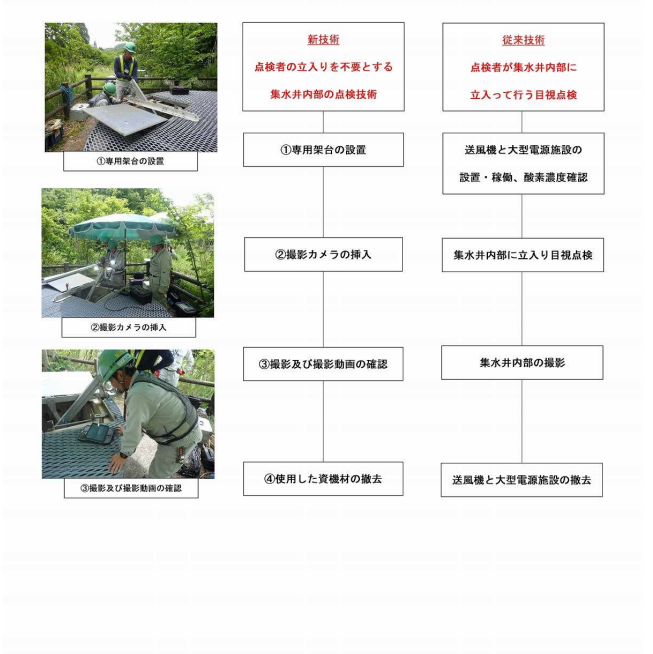 新技術
点検者の立入りを不要とする
集水井内部の点検技術
従来技術
点検者が集水井内部に
立入って行う目視点検
①専用架台の設置
①専用架台の設置
送風機と大型電源施設の
設置・稼働、酸素濃度確認
②撮影カメラの挿入
②撮影カメラの挿入
集水井内部に立入り目視点検
③撮影及び撮影動画の確認
③撮影及び撮影動画の確認
集水井内部の撮影
④使用した資機材の撤去
送風機と大型電源施設の撤去